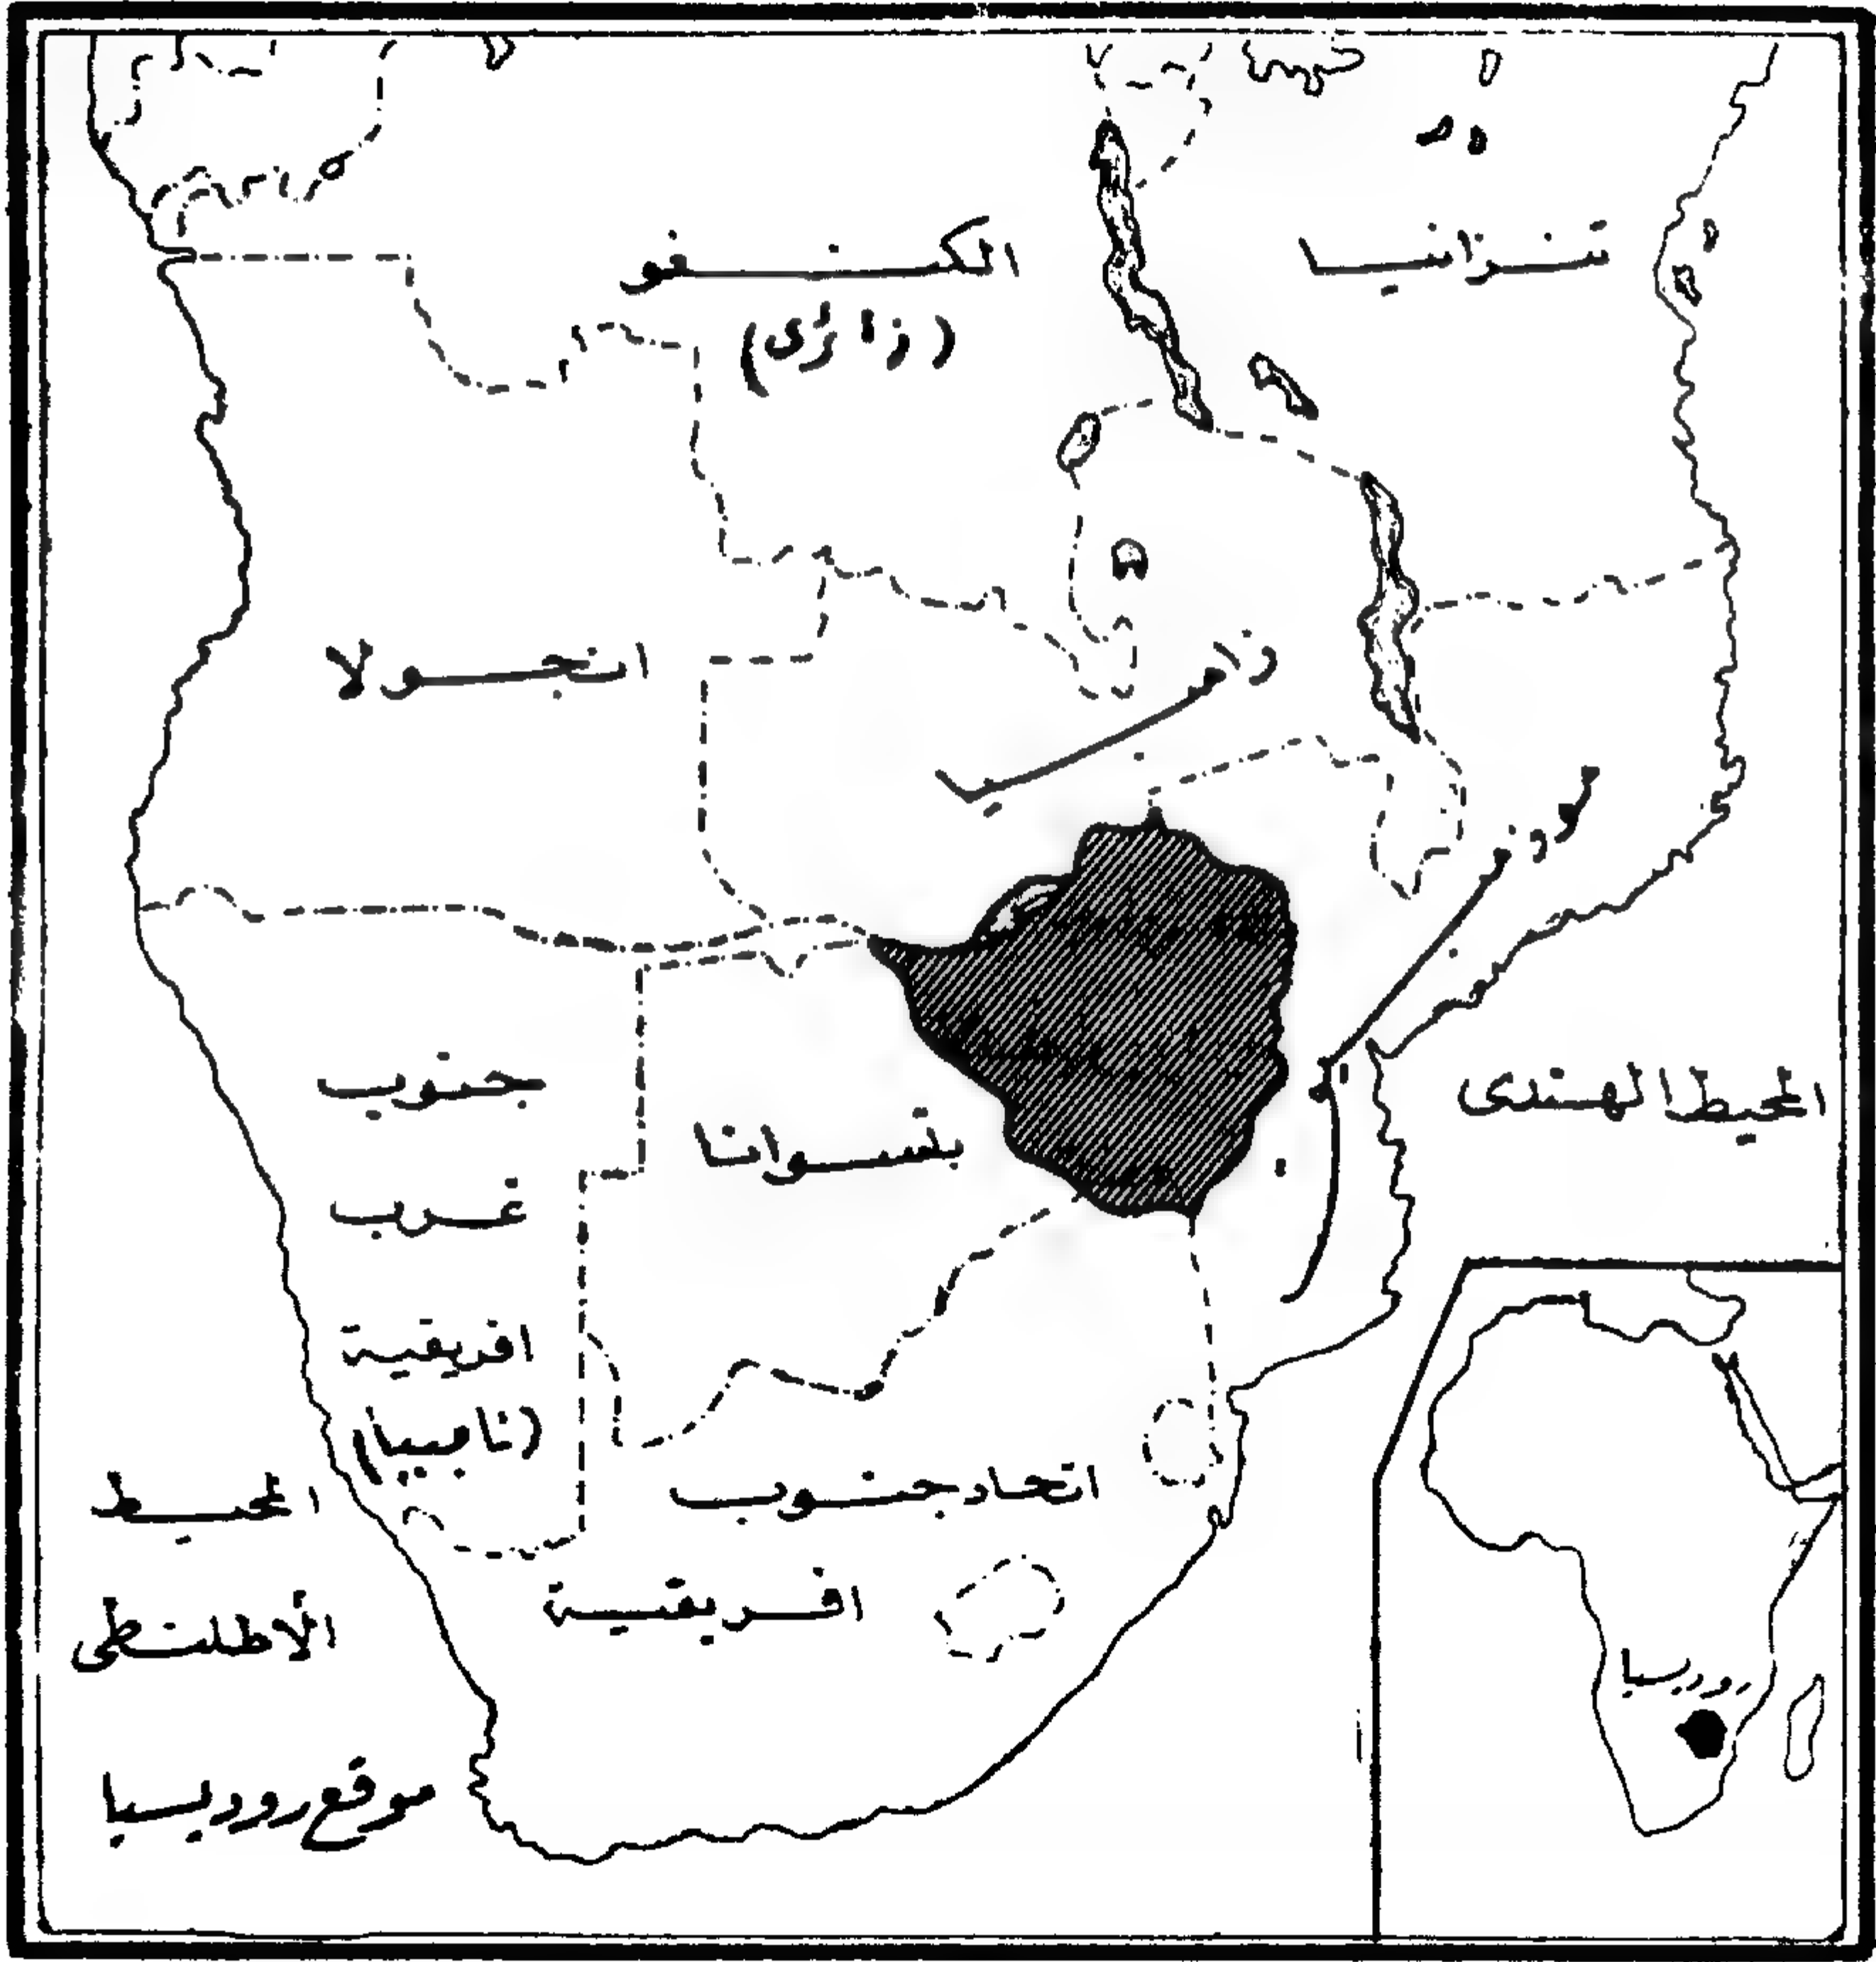 الكنغو
(زائرى)
تنزانيا
انجولا
زامبيا
موزمبيق
جنوب
غرب
افريقية
(ناميبيا)
بتسوانا
المحيط الهندى
اتحاد جنوب
افريقية
المحيط
الأطلنطى
روديسيا
موقع روديسيا